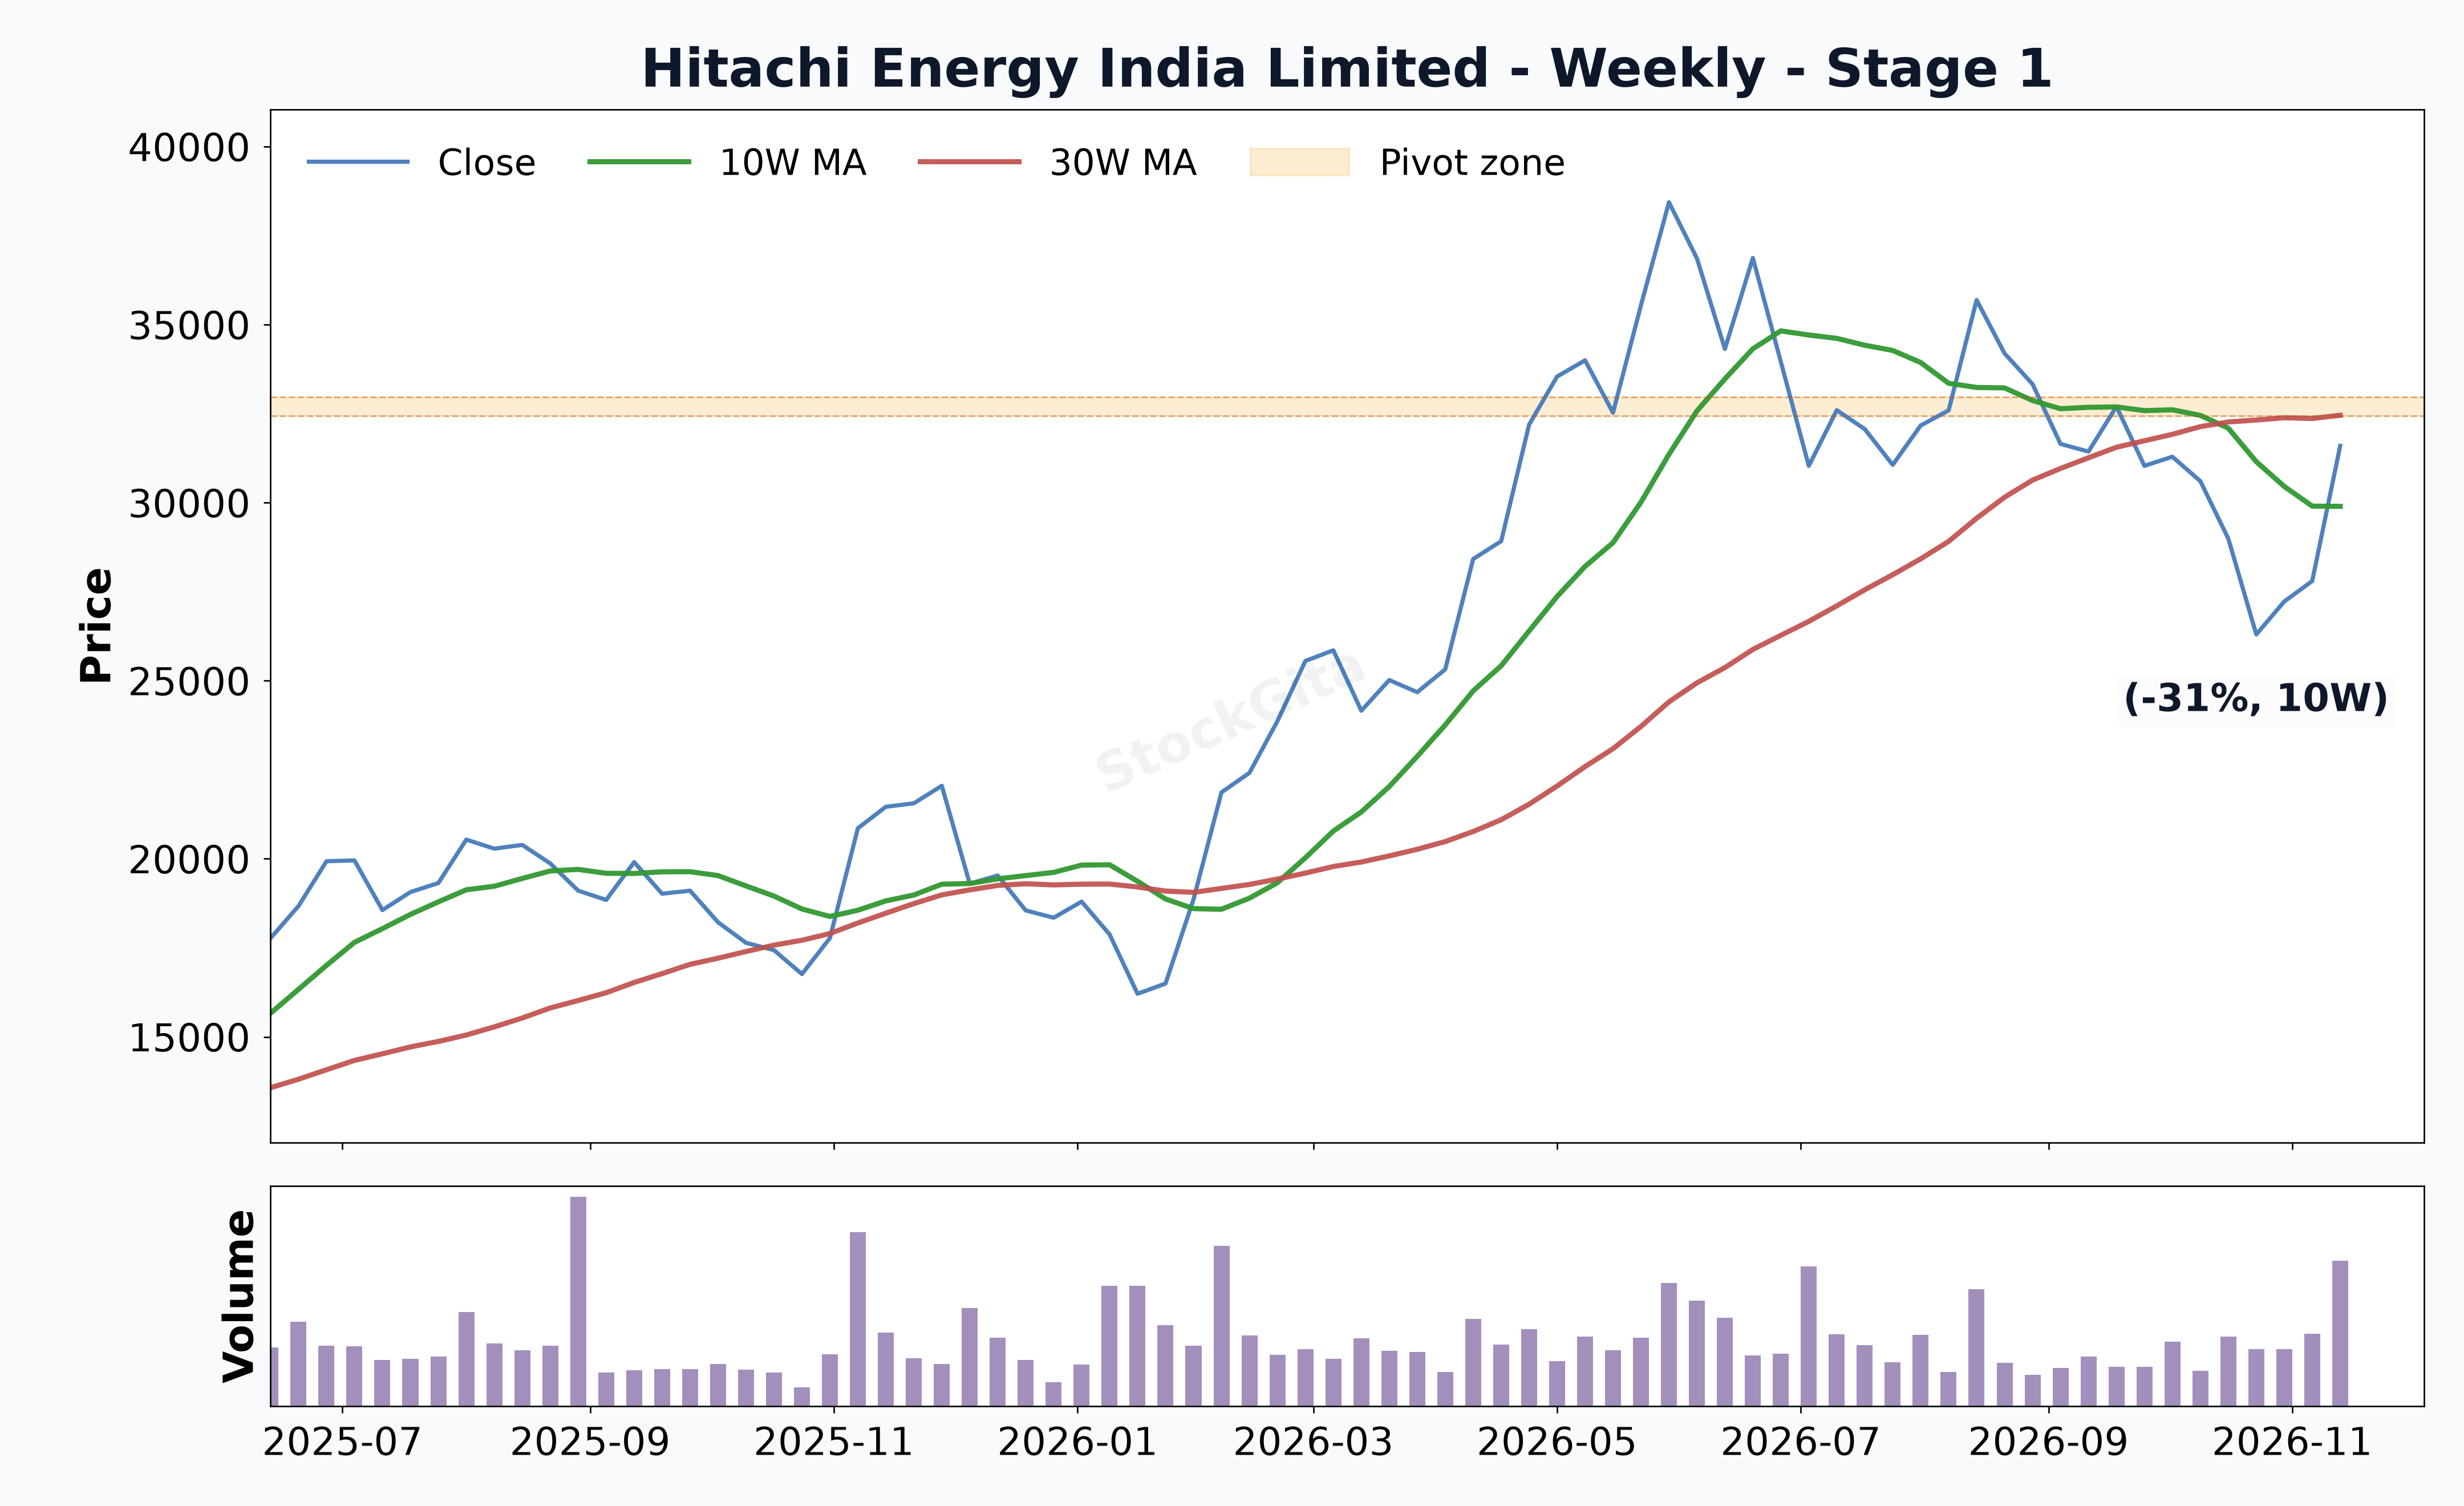 Hitachi Energy India Limited - Weekly - Stage 1
Close 10W MA 30W MA Pivot zone
40000
35000
30000
25000
20000
15000
Price
StockGita
(-31%, 10W)
Volume
2025-07 2025-09 2025-11 2026-01 2026-03 2026-05 2026-07 2026-09 2026-11